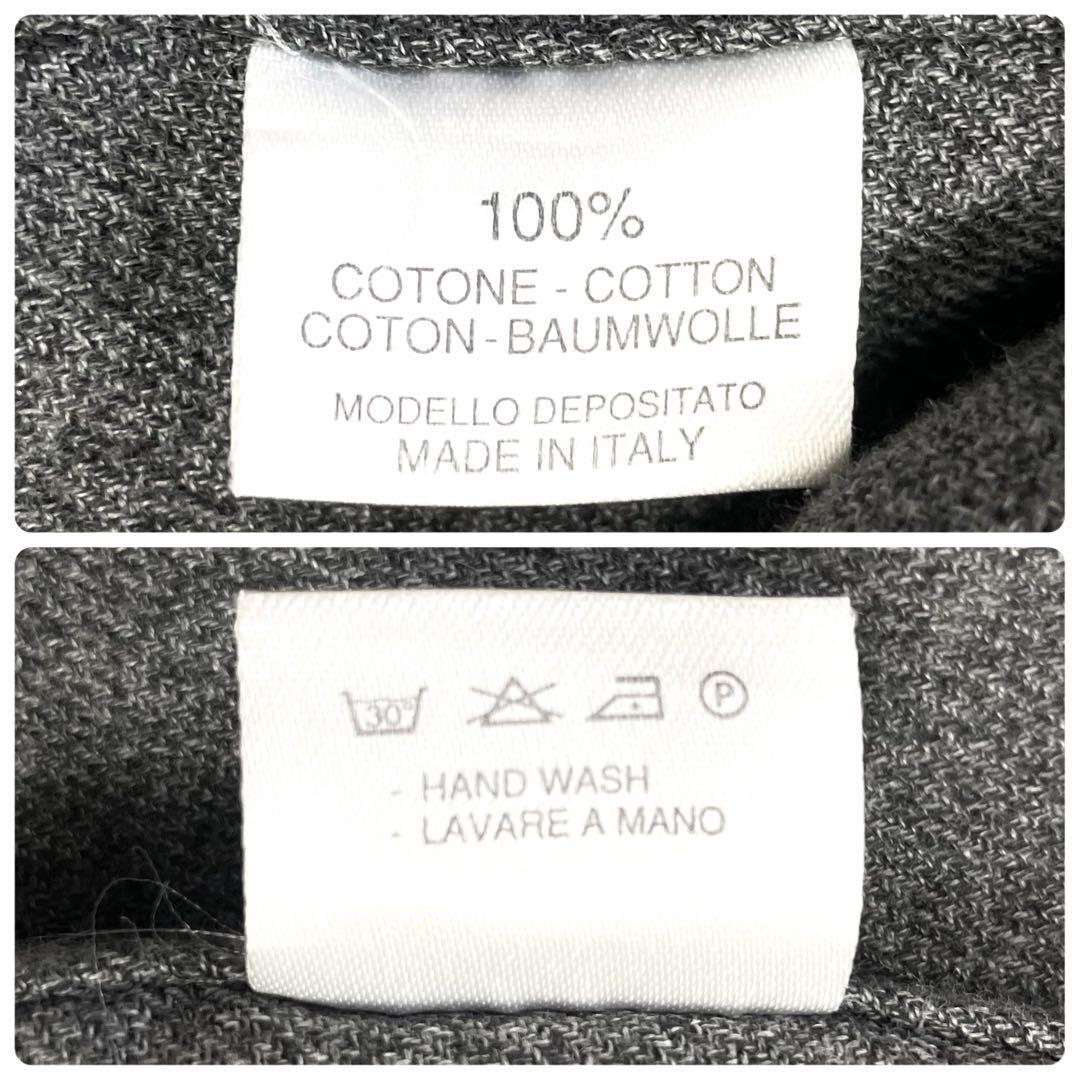 100%
COTONE - COTTON
COTON-BAUMWOLLE
MODELLO DEPOSITATO
MADE IN ITALY
30°
P
- HAND WASH
- LAVARE A MANO